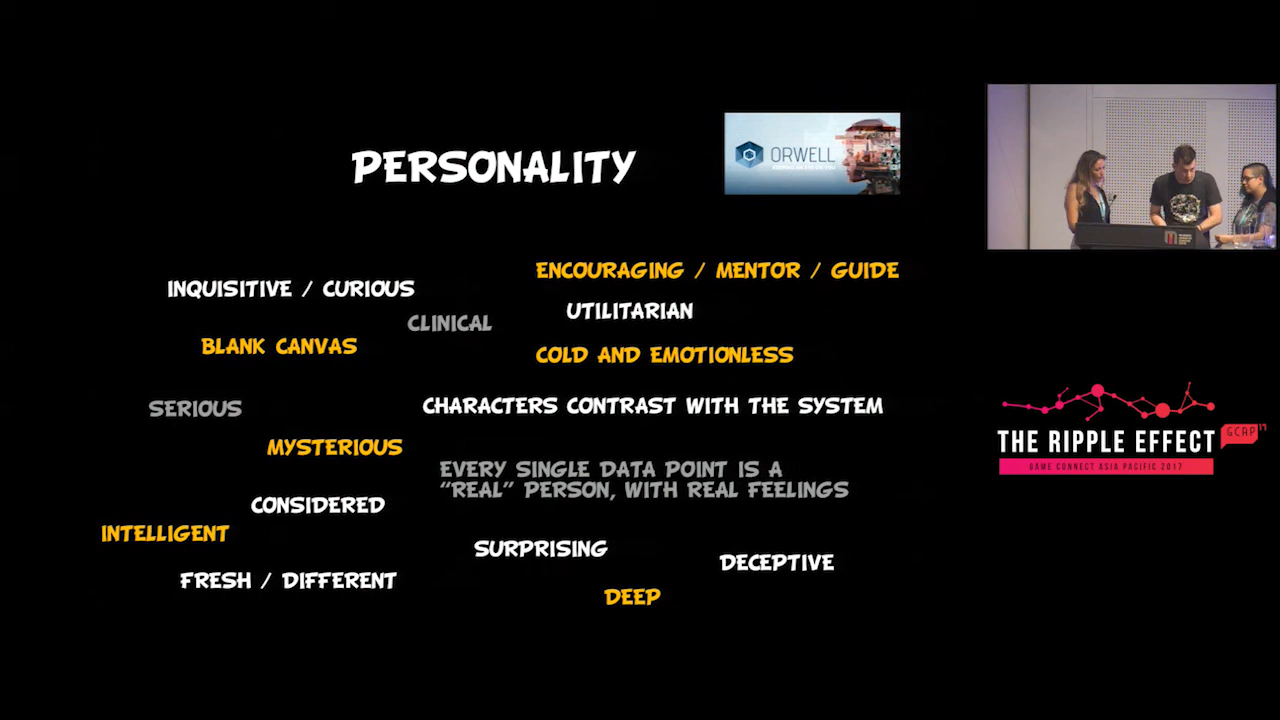 PERSONALITY
ORWELL
ENCOURAGING / MENTOR / GUIDE
INQUISITIVE / CURIOUS
UTILITARIAN
CLINICAL
BLANK CANVAS
COLD AND EMOTIONLESS
SERIOUS
CHARACTERS CONTRAST WITH THE SYSTEM
MYSTERIOUS
EVERY SINGLE DATA POINT IS A
"REAL" PERSON, WITH REAL FEELINGS
CONSIDERED
INTELLIGENT
SURPRISING
DECEPTIVE
FRESH / DIFFERENT
DEEP
THE RIPPLE EFFECT
GCAP 17
GAME CONNECT ASIA PACIFIC 2017